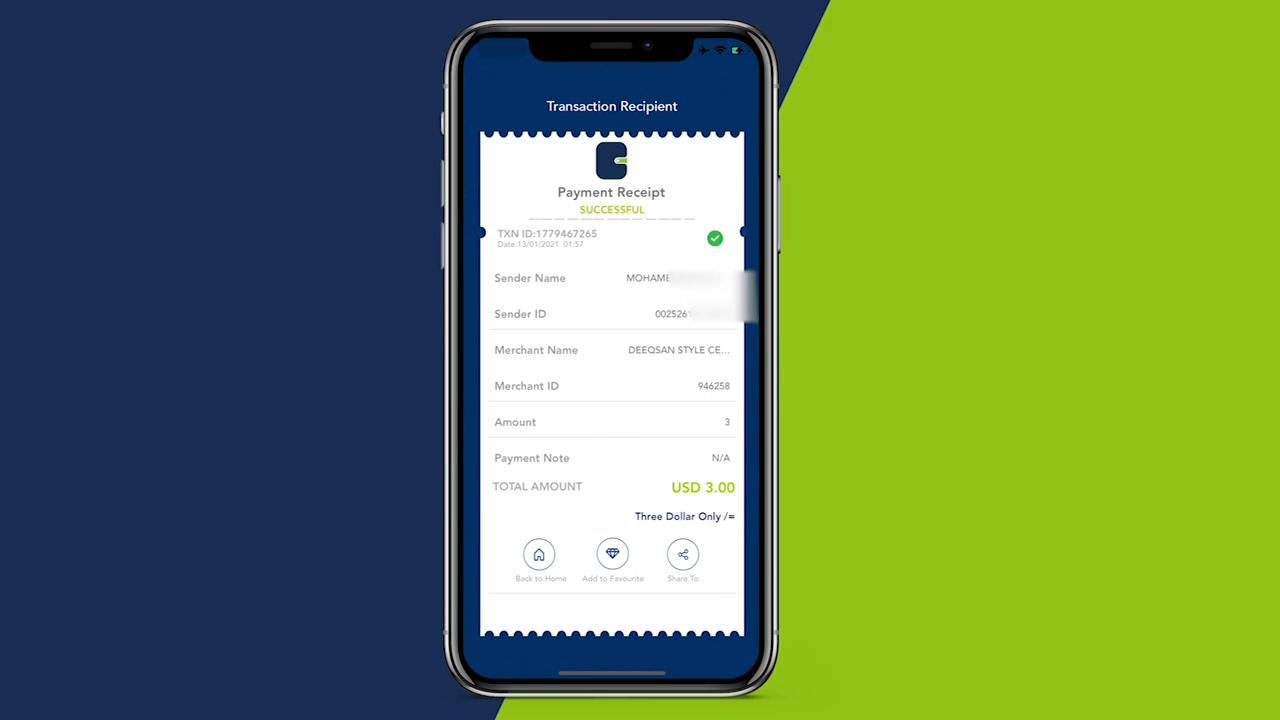 Transaction Recipient
Payment Receipt
SUCCESSFUL
TXN ID:1779467265
Date:13/01/2021 01:57
Sender Name MOHAME
Sender ID 002526
Merchant Name DEEQSAN STYLE CE...
Merchant ID 946258
Amount 3
Payment Note N/A
TOTAL AMOUNT USD 3.00
Three Dollar Only /=
Back to Home Add to Favourite Share To